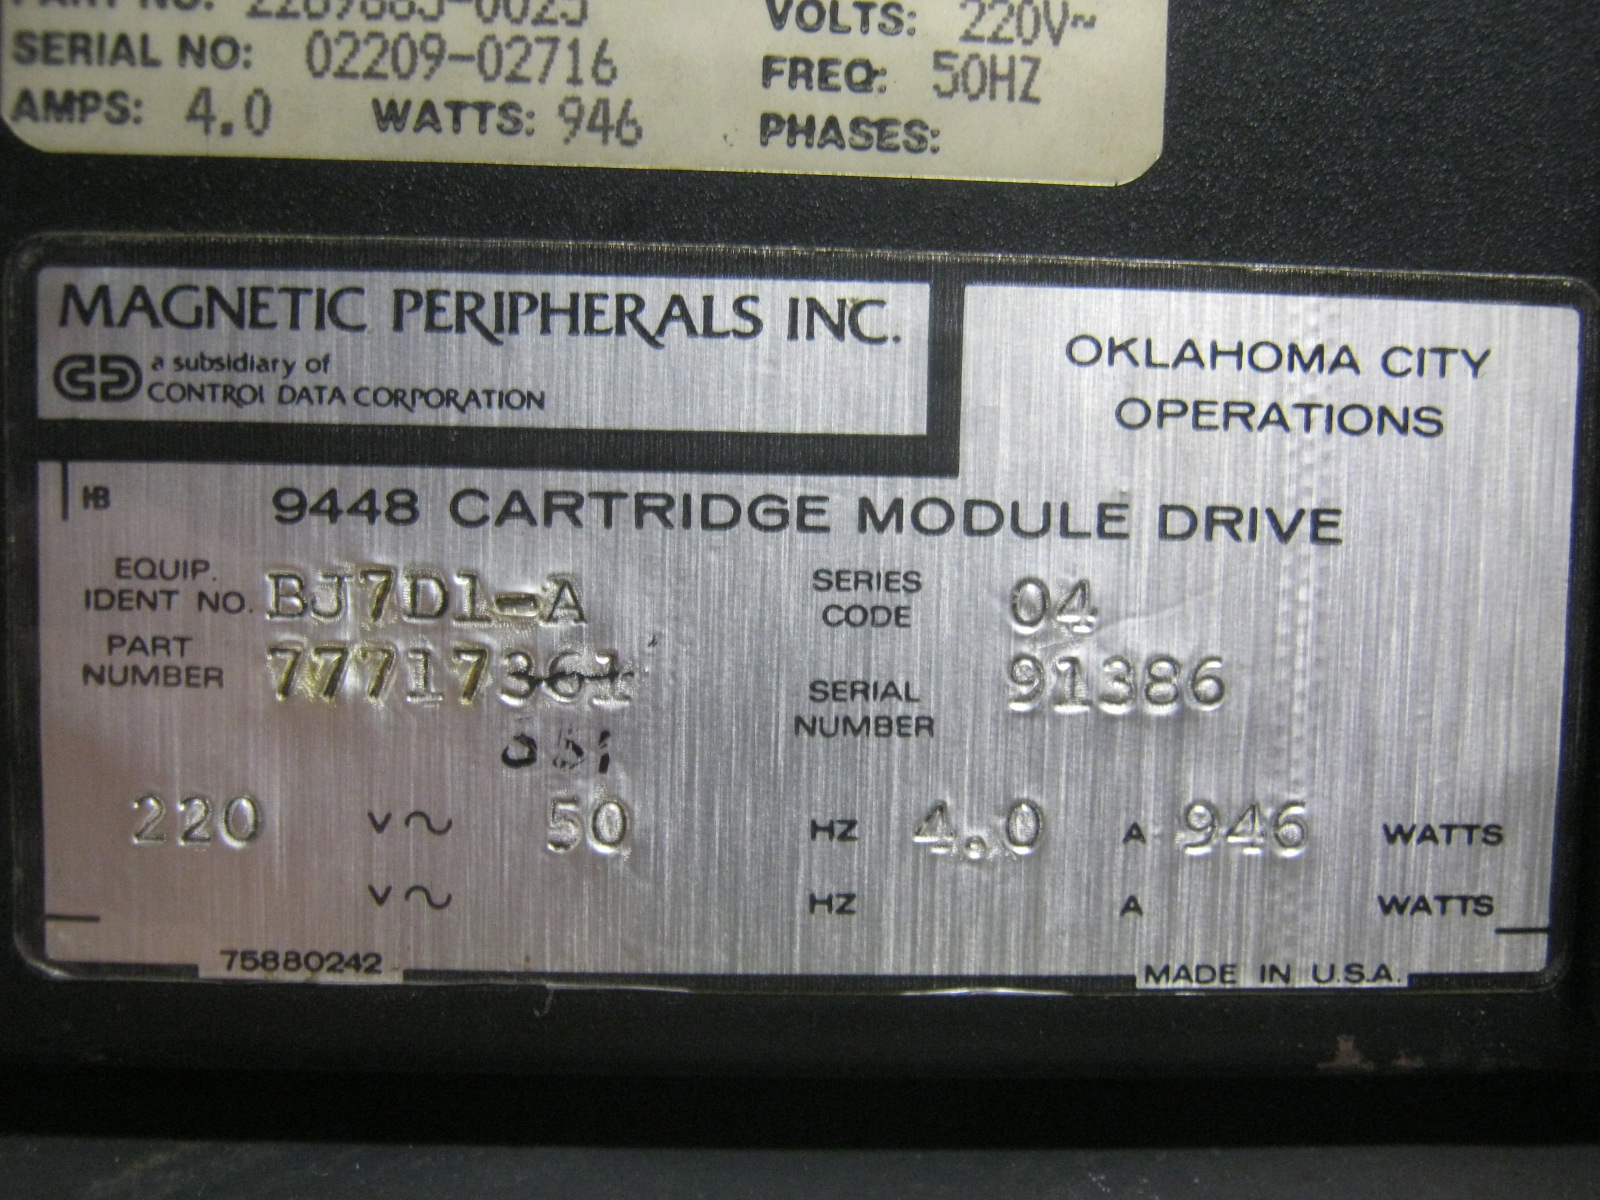 SERIAL NO: 02209-02716
AMPS: 4.0 WATTS: 946
VOLTS: 220V~
FREQ: 50HZ
PHASES:
MAGNETIC PERIPHERALS INC.
a subsidiary of
CONTROL DATA CORPORATION
OKLAHOMA CITY
OPERATIONS
HB
9448 CARTRIDGE MODULE DRIVE
EQUIP.
IDENT NO. BJ7D1-A
SERIES
CODE 04
PART
NUMBER 77717361
SERIAL
NUMBER 91386
220 V~ 50 HZ 4.0 A 946 WATTS
V~ HZ A WATTS
75880242
MADE IN U.S.A.